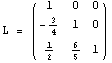 L = ( 1 0 0
-3/4 1 0
1/2 6/5 1 )